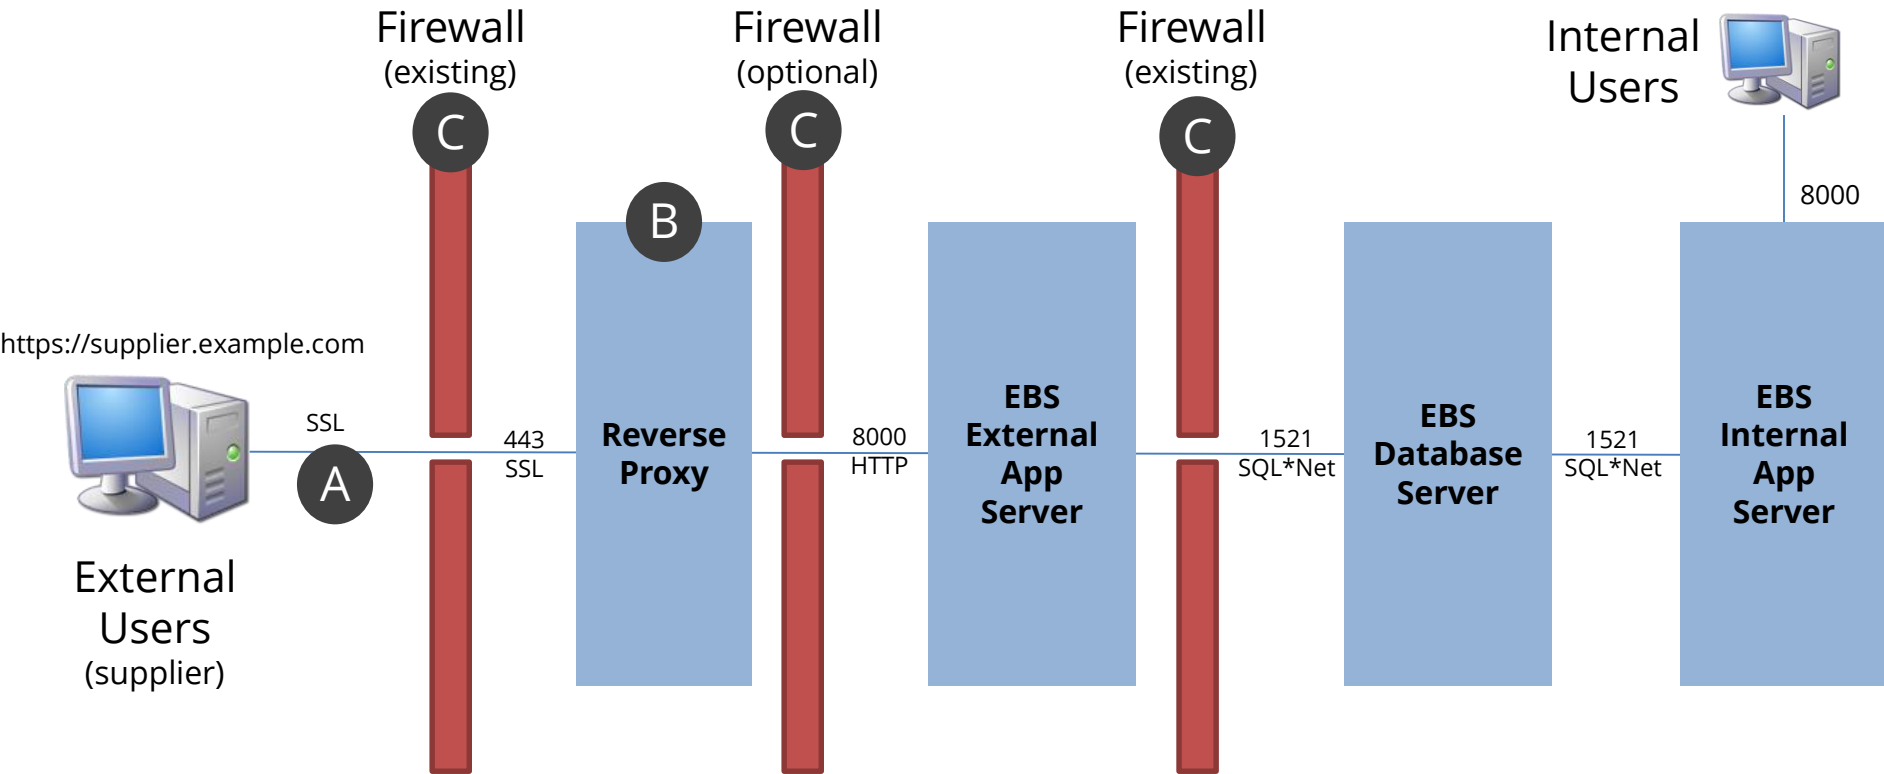 Firewall
(existing)
C
Firewall
(optional)
C
Firewall
(existing)
C
Internal
Users
8000
B
https://supplier.example.com
SSL
A
External
Users
(supplier)
443
SSL
Reverse
Proxy
8000
HTTP
EBS
External
App
Server
1521
SQL*Net
EBS
Database
Server
1521
SQL*Net
EBS
Internal
App
Server